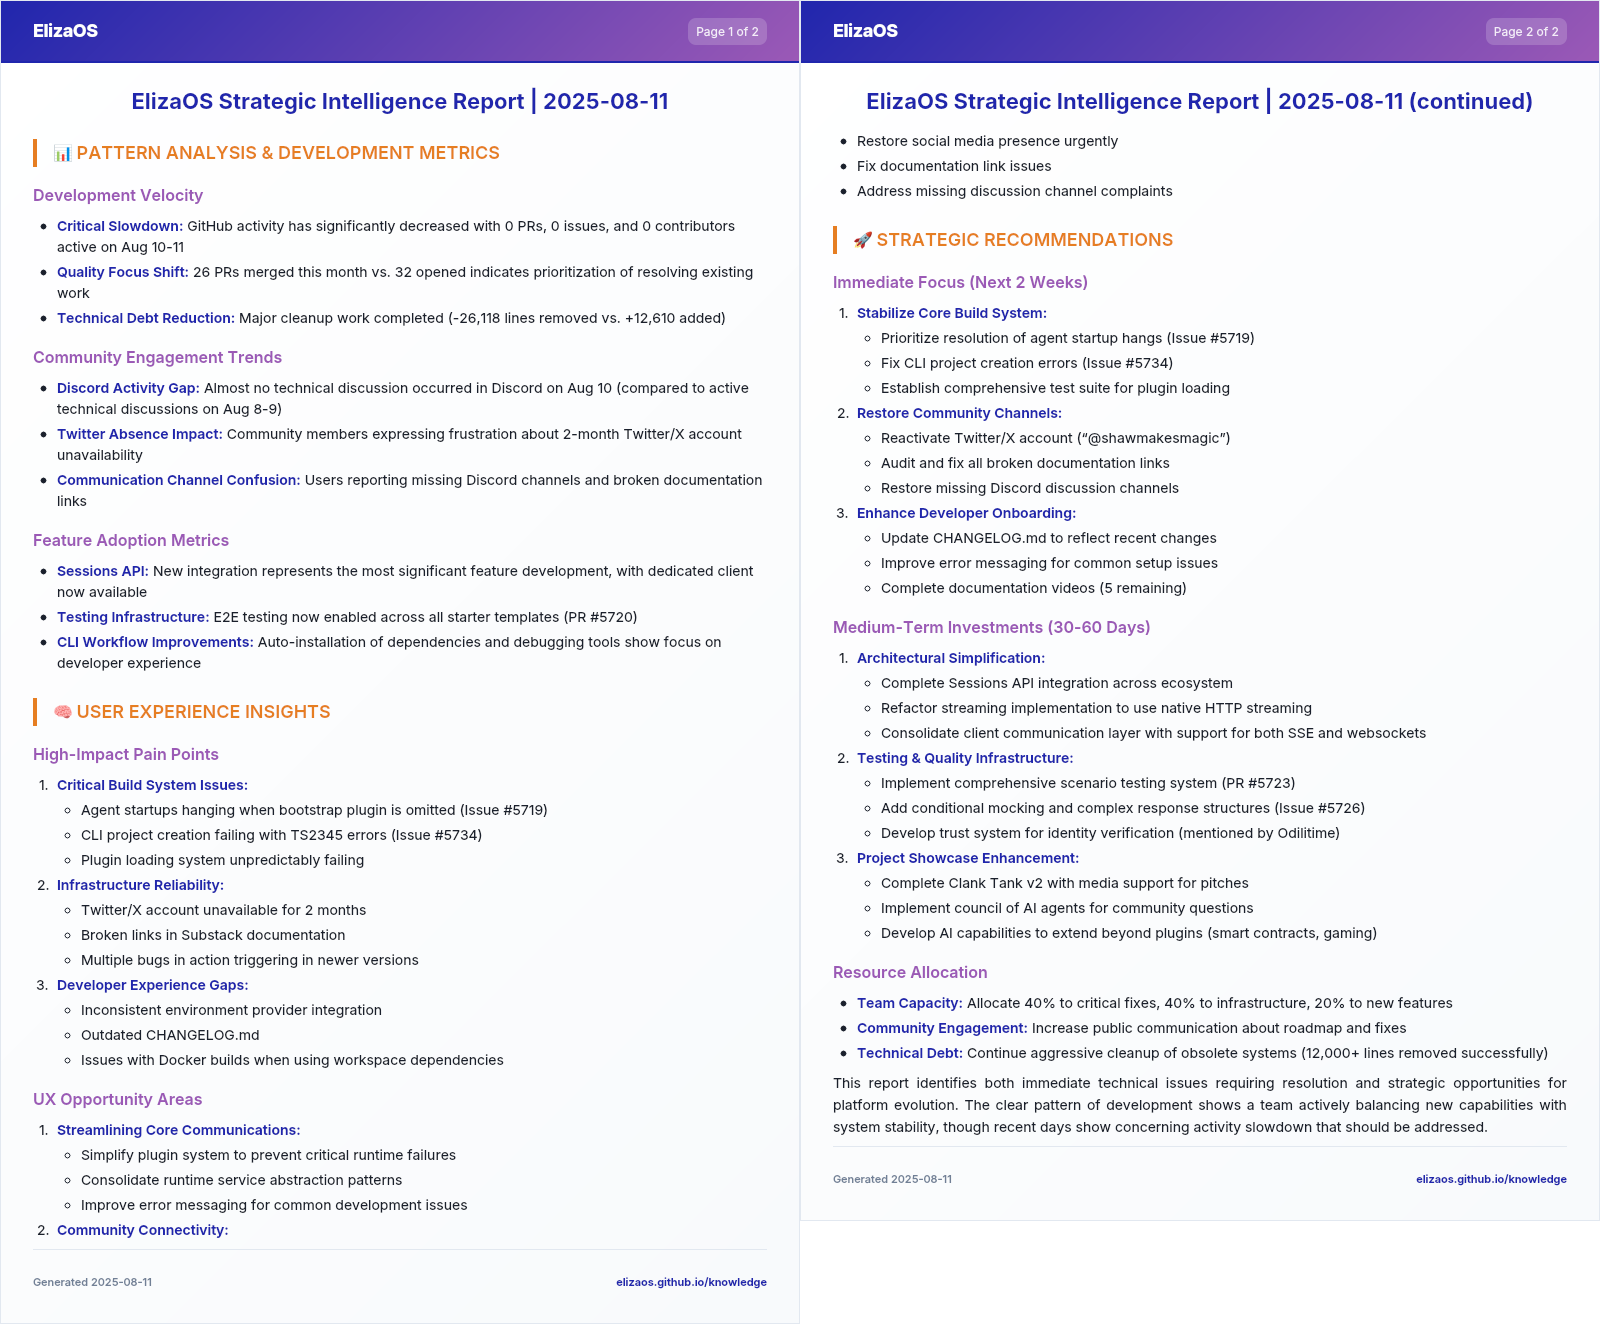 ElizaOS
Page 1 of 2
ElizaOS Strategic Intelligence Report | 2025-08-11
📊 PATTERN ANALYSIS & DEVELOPMENT METRICS
Development Velocity
• Critical Slowdown: GitHub activity has significantly decreased with 0 PRs, 0 issues, and 0 contributors
active on Aug 10-11
• Quality Focus Shift: 26 PRs merged this month vs. 32 opened indicates prioritization of resolving existing
work
• Technical Debt Reduction: Major cleanup work completed (-26,118 lines removed vs. +12,610 added)
Community Engagement Trends
• Discord Activity Gap: Almost no technical discussion occurred in Discord on Aug 10 (compared to active
technical discussions on Aug 8-9)
• Twitter Absence Impact: Community members expressing frustration about 2-month Twitter/X account
unavailability
• Communication Channel Confusion: Users reporting missing Discord channels and broken documentation
links
Feature Adoption Metrics
• Sessions API: New integration represents the most significant feature development, with dedicated client
now available
• Testing Infrastructure: E2E testing now enabled across all starter templates (PR #5720)
• CLI Workflow Improvements: Auto-installation of dependencies and debugging tools show focus on
developer experience
🧠 USER EXPERIENCE INSIGHTS
High-Impact Pain Points
1. Critical Build System Issues:
◦ Agent startups hanging when bootstrap plugin is omitted (Issue #5719)
◦ CLI project creation failing with TS2345 errors (Issue #5734)
◦ Plugin loading system unpredictably failing
2. Infrastructure Reliability:
◦ Twitter/X account unavailable for 2 months
◦ Broken links in Substack documentation
◦ Multiple bugs in action triggering in newer versions
3. Developer Experience Gaps:
◦ Inconsistent environment provider integration
◦ Outdated CHANGELOG.md
◦ Issues with Docker builds when using workspace dependencies
UX Opportunity Areas
1. Streamlining Core Communications:
◦ Simplify plugin system to prevent critical runtime failures
◦ Consolidate runtime service abstraction patterns
◦ Improve error messaging for common development issues
2. Community Connectivity:
Generated 2025-08-11
elizaos.github.io/knowledge
ElizaOS
Page 2 of 2
ElizaOS Strategic Intelligence Report | 2025-08-11 (continued)
• Restore social media presence urgently
• Fix documentation link issues
• Address missing discussion channel complaints
🚀 STRATEGIC RECOMMENDATIONS
Immediate Focus (Next 2 Weeks)
1. Stabilize Core Build System:
◦ Prioritize resolution of agent startup hangs (Issue #5719)
◦ Fix CLI project creation errors (Issue #5734)
◦ Establish comprehensive test suite for plugin loading
2. Restore Community Channels:
◦ Reactivate Twitter/X account (“@shawmakesmagic”)
◦ Audit and fix all broken documentation links
◦ Restore missing Discord discussion channels
3. Enhance Developer Onboarding:
◦ Update CHANGELOG.md to reflect recent changes
◦ Improve error messaging for common setup issues
◦ Complete documentation videos (5 remaining)
Medium-Term Investments (30-60 Days)
1. Architectural Simplification:
◦ Complete Sessions API integration across ecosystem
◦ Refactor streaming implementation to use native HTTP streaming
◦ Consolidate client communication layer with support for both SSE and websockets
2. Testing & Quality Infrastructure:
◦ Implement comprehensive scenario testing system (PR #5723)
◦ Add conditional mocking and complex response structures (Issue #5726)
◦ Develop trust system for identity verification (mentioned by Odilitime)
3. Project Showcase Enhancement:
◦ Complete Clank Tank v2 with media support for pitches
◦ Implement council of AI agents for community questions
◦ Develop AI capabilities to extend beyond plugins (smart contracts, gaming)
Resource Allocation
• Team Capacity: Allocate 40% to critical fixes, 40% to infrastructure, 20% to new features
• Community Engagement: Increase public communication about roadmap and fixes
• Technical Debt: Continue aggressive cleanup of obsolete systems (12,000+ lines removed successfully)
This report identifies both immediate technical issues requiring resolution and strategic opportunities for
platform evolution. The clear pattern of development shows a team actively balancing new capabilities with
system stability, though recent days show concerning activity slowdown that should be addressed.
Generated 2025-08-11
elizaos.github.io/knowledge